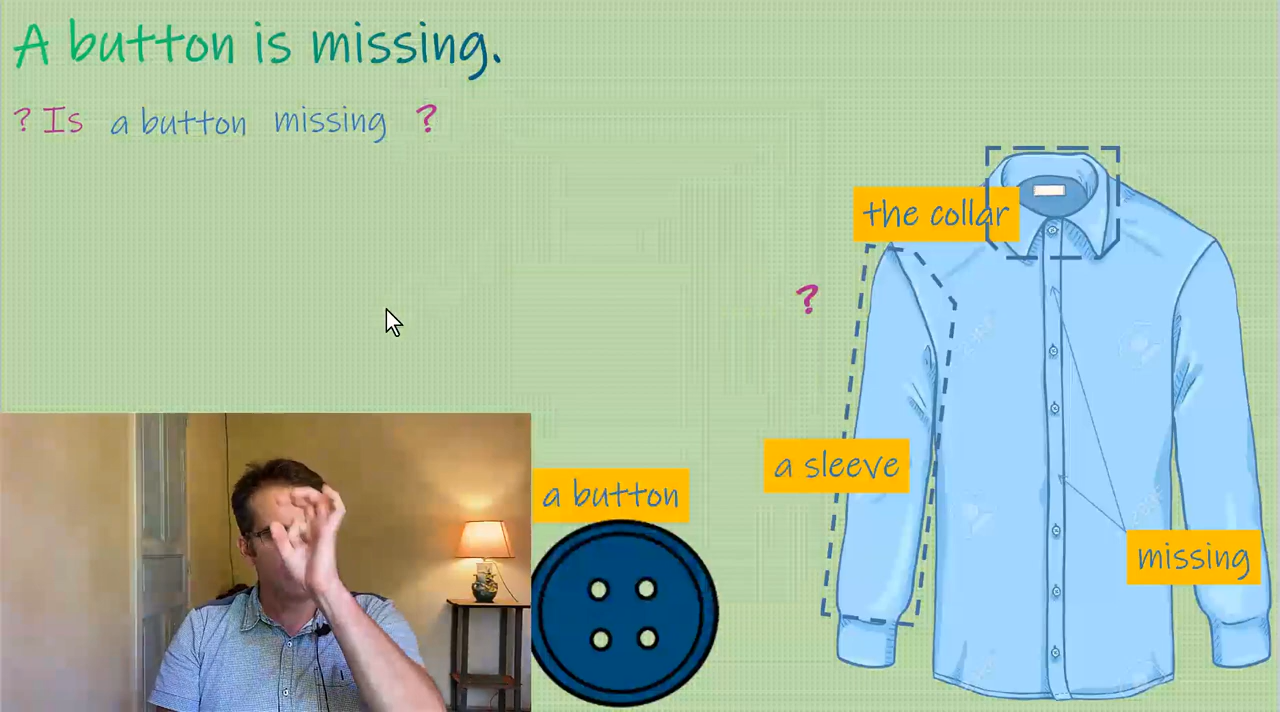 A button is missing.
? Is a button missing ?
the collar
?
a sleeve
a button
missing